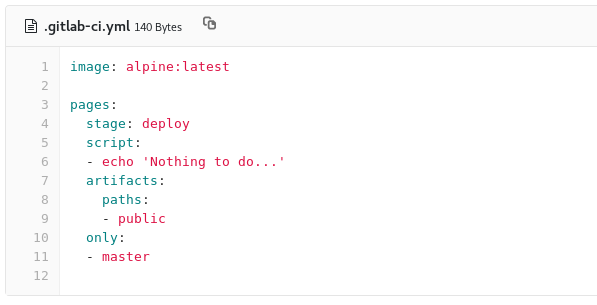 .gitlab-ci.yml 140 Bytes
1 image: alpine:latest
2
3 pages:
4   stage: deploy
5   script:
6   - echo 'Nothing to do...'
7   artifacts:
8     paths:
9     - public
10   only:
11   - master
12